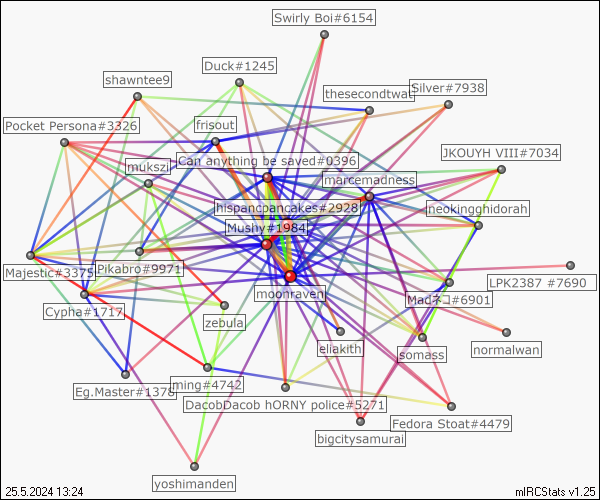 Swirly Boi#6154
Duck#1245
shawntee9
thesecondtwat
Silver#7938
Pocket Persona#3326
frisout
Can anything be saved#0396
JKOUYH VIII#7034
mukszi
marcemadness
hispancpancakes#2928
neokingghidorah
Mushy#1984
Majestic#3375
Pikabro#9971
moonraven
LPK2387 #7690
Madネコ#6901
Cypha#1717
zebula
eliakith
somass
normalwan
Eg.Master#1378
ming#4742
DacobDacob hORNY police#5271
Fedora Stoat#4479
bigcitysamurai
yoshimanden
25.5.2024 13:24
mIRCStats v1.25